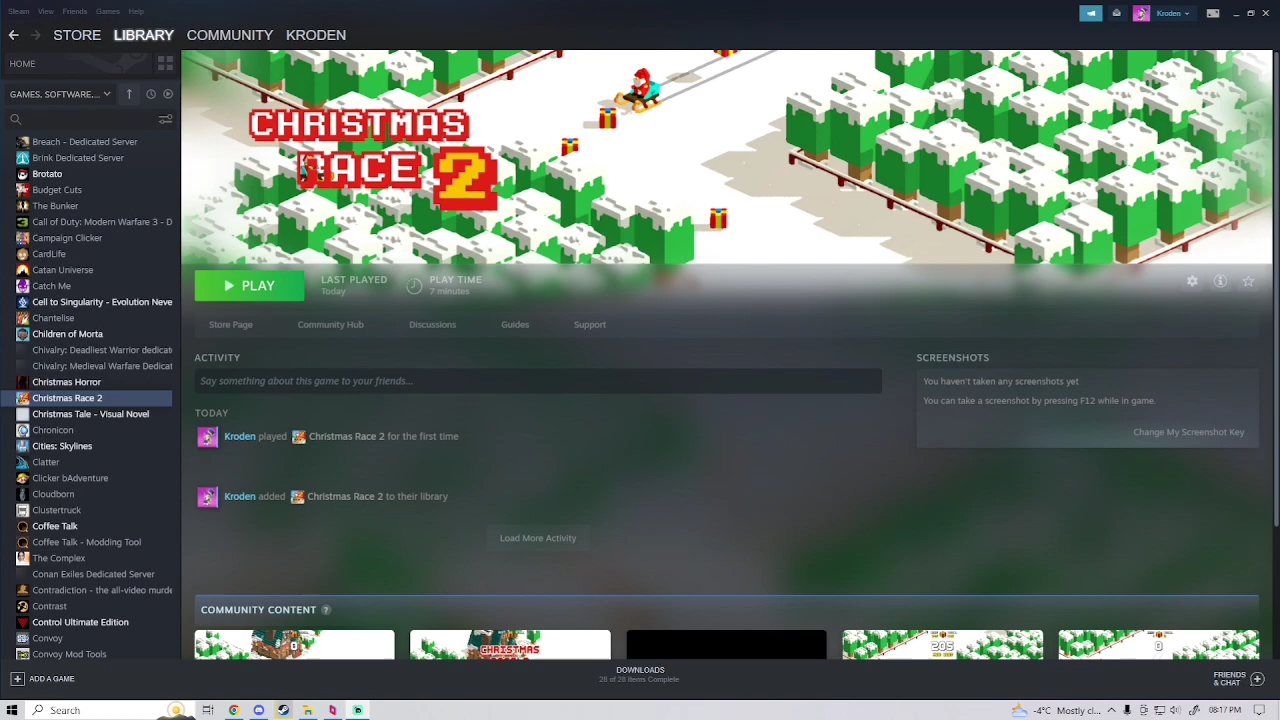 Steam View Friends Games Help
Kroden
STORE LIBRARY COMMUNITY KRODEN
Home
GAMES, SOFTWARE,...
Breach - Dedicated Server
Broken Age
Budget Cuts
The Bunker
Call of Duty: Modern Warfare 3 - D
Campaign Clicker
CardLife
Catan Universe
Catch Me
Cell to Singularity - Evolution Neve
Chantelise
Children of Morta
Chivalry: Deadliest Warrior dedicat
Chivalry: Medieval Warfare Dedicat
Christmas Horror
Christmas Race 2
Christmas Tale - Visual Novel
Chronicon
Cities: Skylines
Clatter
Clicker bAdventure
Cloudborn
Clustertruck
Coffee Talk
Coffee Talk - Modding Tool
The Complex
Conan Exiles Dedicated Server
Contradiction - the all-video murde
Contrast
Control Ultimate Edition
Convoy
Convoy Mod Tools
ADD A GAME
CHRISTMAS
RACE 2
PLAY
LAST PLAYED
Today
PLAY TIME
7 minutes
Store Page Community Hub Discussions Guides Support
ACTIVITY
Say something about this game to your friends...
TODAY
Kroden played Christmas Race 2 for the first time
Kroden added Christmas Race 2 to their library
Load More Activity
SCREENSHOTS
You haven't taken any screenshots yet
You can take a screenshot by pressing F12 while in game.
Change My Screenshot Key
COMMUNITY CONTENT ?
0
CHRISTMAS
205
0
DOWNLOADS
28 of 28 Items Complete
FRIENDS
& CHAT
Search
-4°C Mostly cloudy
08:17 PM